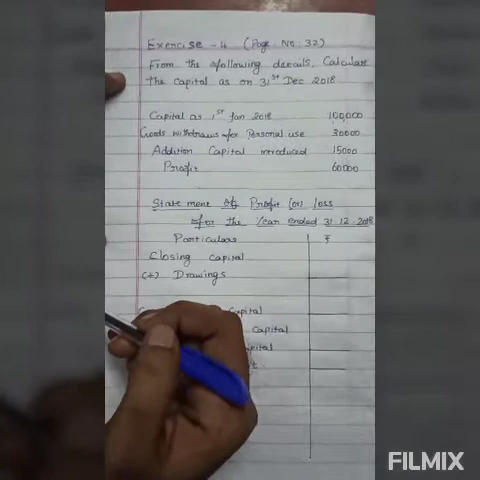 Exercise - 4 (Page No: 32)
From the following details, Calculate
the Capital as on 31st Dec 2018
Capital as 1st Jan 2018 100,000
Goods withdrawn for Personal use 30000
Addition Capital introduced 15000
Profit 60000
Statement of Profit (or) loss
for the Year ended 31.12.2018
Particulars ₹
Closing Capital
(+) Drawings
Capital
Capital
FILMIX